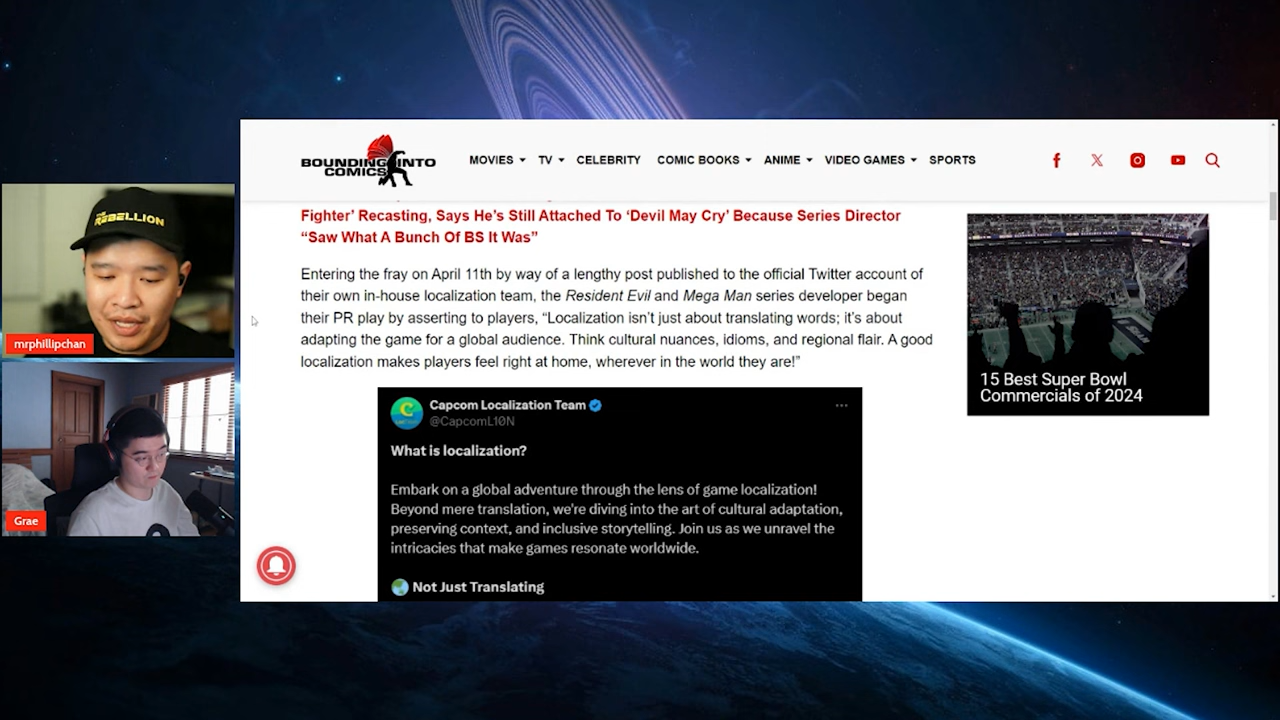 BOUNDING INTO
COMICS
MOVIES TV CELEBRITY COMIC BOOKS ANIME VIDEO GAMES SPORTS
Fighter’ Recasting, Says He’s Still Attached To ‘Devil May Cry’ Because Series Director
“Saw What A Bunch Of BS It Was”
Entering the fray on April 11th by way of a lengthy post published to the official Twitter account of
their own in-house localization team, the Resident Evil and Mega Man series developer began
their PR play by asserting to players, “Localization isn’t just about translating words; it’s about
adapting the game for a global audience. Think cultural nuances, idioms, and regional flair. A good
localization makes players feel right at home, wherever in the world they are!”
Capcom Localization Team
@CapcomL10N
What is localization?
Embark on a global adventure through the lens of game localization!
Beyond mere translation, we're diving into the art of cultural adaptation,
preserving context, and inclusive storytelling. Join us as we unravel the
intricacies that make games resonate worldwide.
Not Just Translating
15 Best Super Bowl
Commercials of 2024
REBELLION
mrphillipchan
Grae